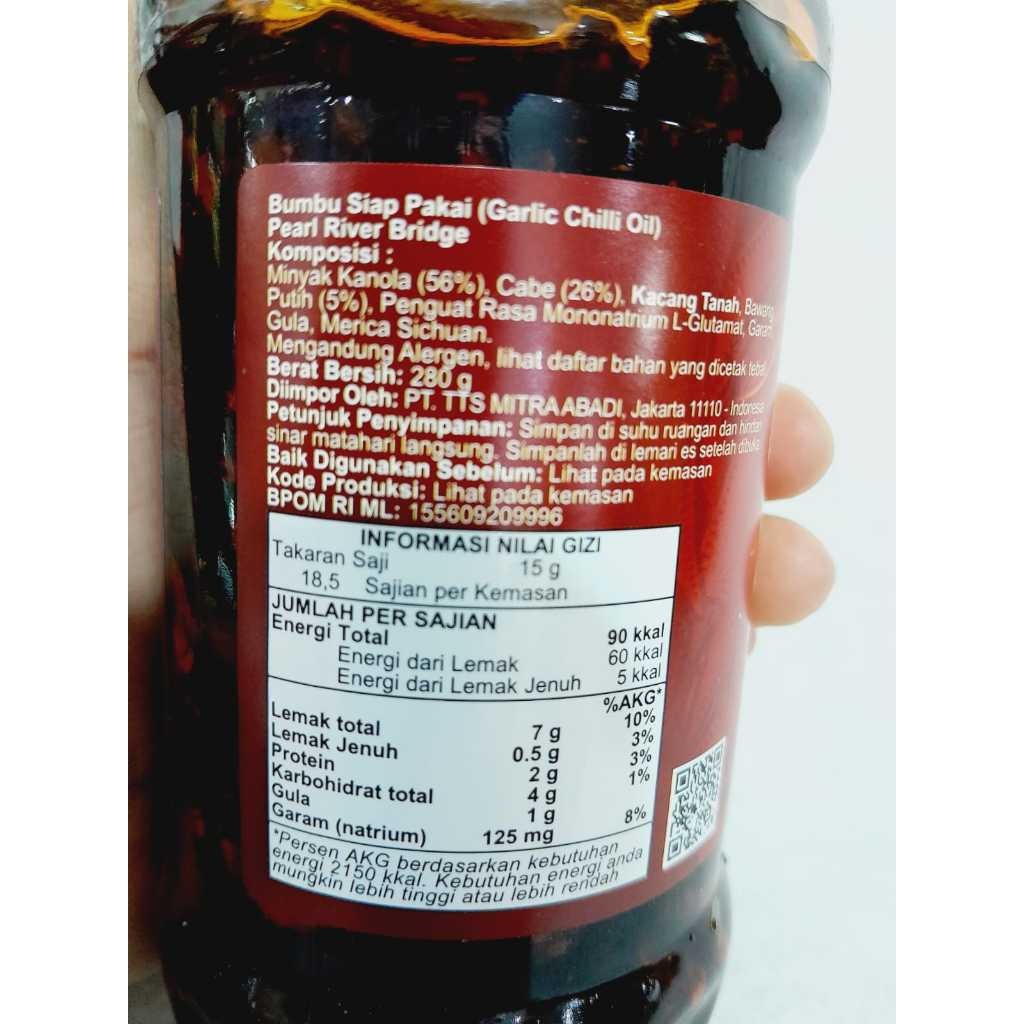 Bumbu Siap Pakai (Garlic Chilli Oil)
Pearl River Bridge
Komposisi :
Minyak Kanola (56%), Cabe (26%), Kacang Tanah, Bawang
Putih (5%), Penguat Rasa Mononatrium L-Glutamat, Garam,
Gula, Merica Sichuan.
Mengandung Alergen, lihat daftar bahan yang dicetak tebal
Berat Bersih: 280 g
Diimpor Oleh: PT. TTS MITRA ABADI, Jakarta 11110 - Indonesia
Petunjuk Penyimpanan: Simpan di suhu ruangan dan hindari
sinar matahari langsung. Simpanlah di lemari es setelah dibuka
Baik Digunakan Sebelum: Lihat pada kemasan
Kode Produksi: Lihat pada kemasan
BPOM RI ML: 155609209996
INFORMASI NILAI GIZI
Takaran Saji 15 g
18,5 Sajian per Kemasan
JUMLAH PER SAJIAN
Energi Total 90 kkal
Energi dari Lemak 60 kkal
Energi dari Lemak Jenuh 5 kkal
%AKG*
Lemak total 7 g 10%
Lemak Jenuh 0.5 g 3%
Protein 2 g 3%
Karbohidrat total 4 g 1%
Gula 1 g
Garam (natrium) 125 mg 8%
*Persen AKG berdasarkan kebutuhan
energi 2150 kkal. Kebutuhan energi anda
mungkin lebih tinggi atau lebih rendah